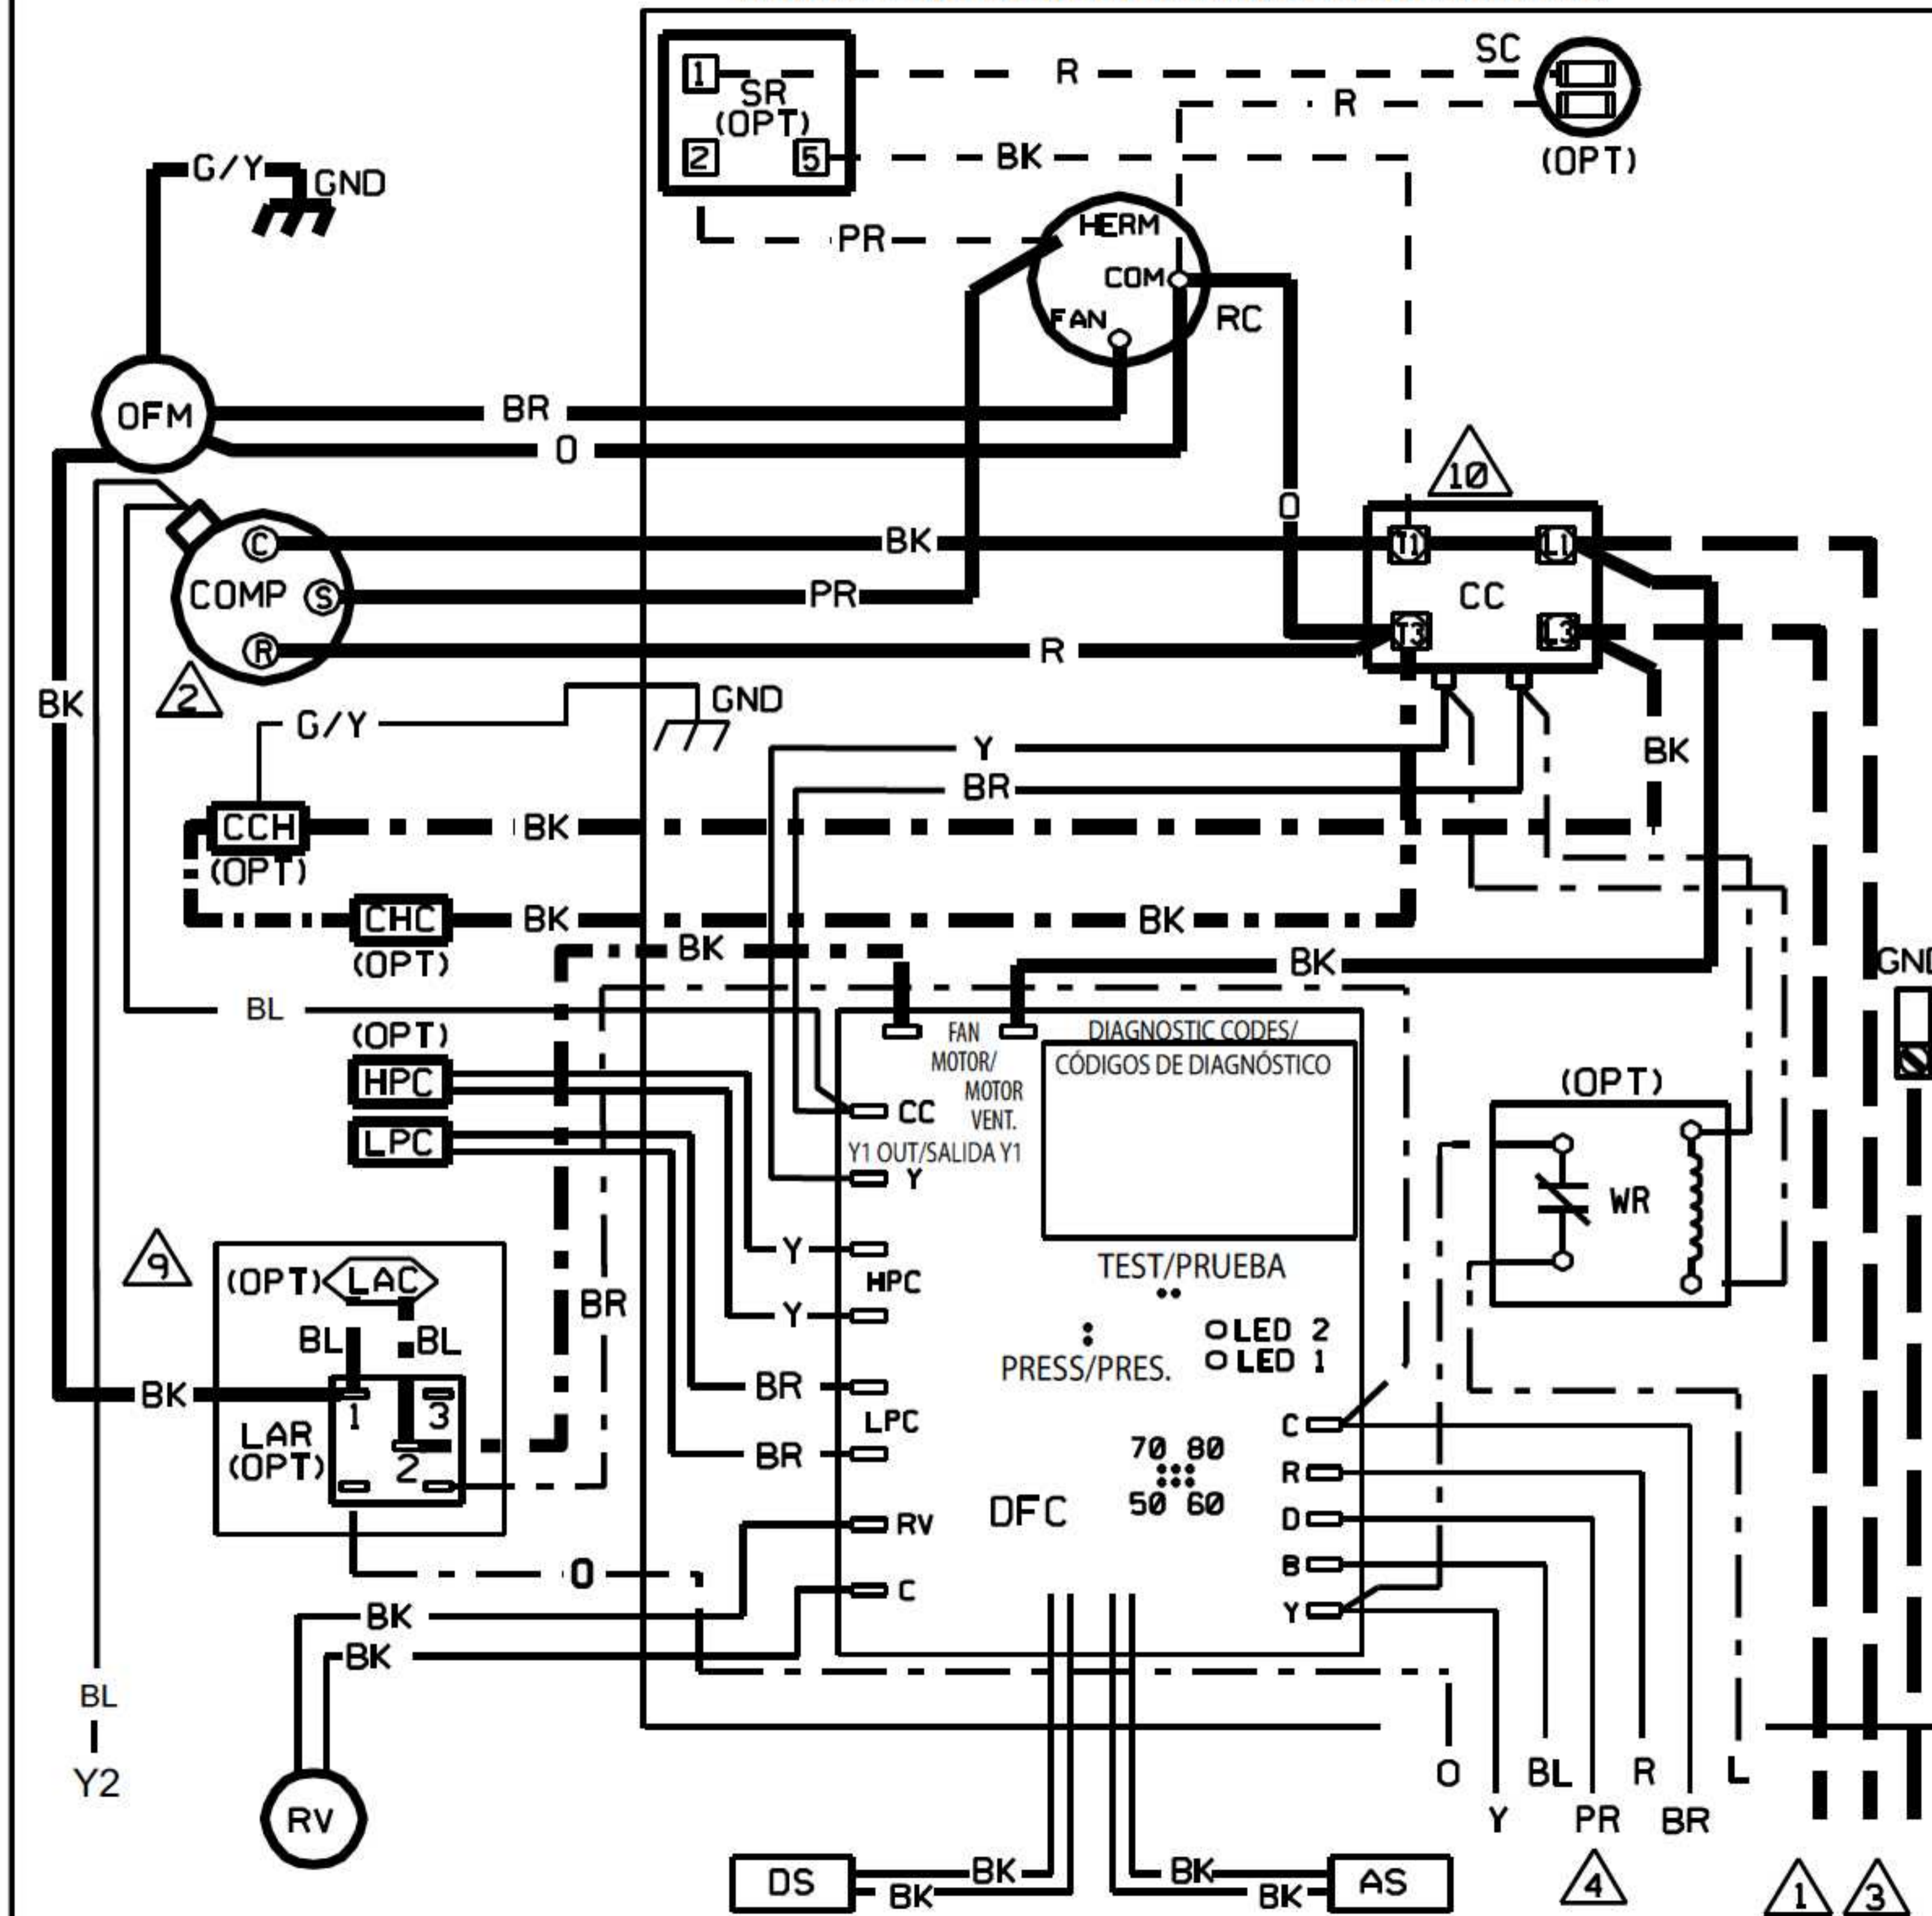 SC
R
1
SR
R
(OPT)
2
5
BK
(OPT)
G/Y
GND
HERM
PR
COM
FAN
RC
OFM
BR
O
10
O
C
BK
T1
L1
COMP
S
PR
CC
T3
L3
R
R
2
BK
GND
G/Y
Y
BK
BR
CCH
BK
(OPT)
CHC
BK
BK
(OPT)
BK
BK
BL
(OPT)
FAN
MOTOR/
MOTOR
VENT.
DIAGNOSTIC CODES/
CÓDIGOS DE DIAGNÓSTICO
HPC
(OPT)
CC
LPC
Y1 OUT/SALIDA Y1
Y
WR
9
(OPT)
LAC
Y
TEST/PRUEBA
HPC
BR
Y
BL
BL
LED 2
LED 1
PRESS/PRES.
BK
BR
1
3
LPC
C
LAR
(OPT)
2
BR
70 80
R
50 60
DFC
D
RV
B
O
C
Y
BK
BK
BL
Y2
O
BL
R
L
RV
Y
PR
BR
DS
BK
BK
BK
BK
AS
4
1
3